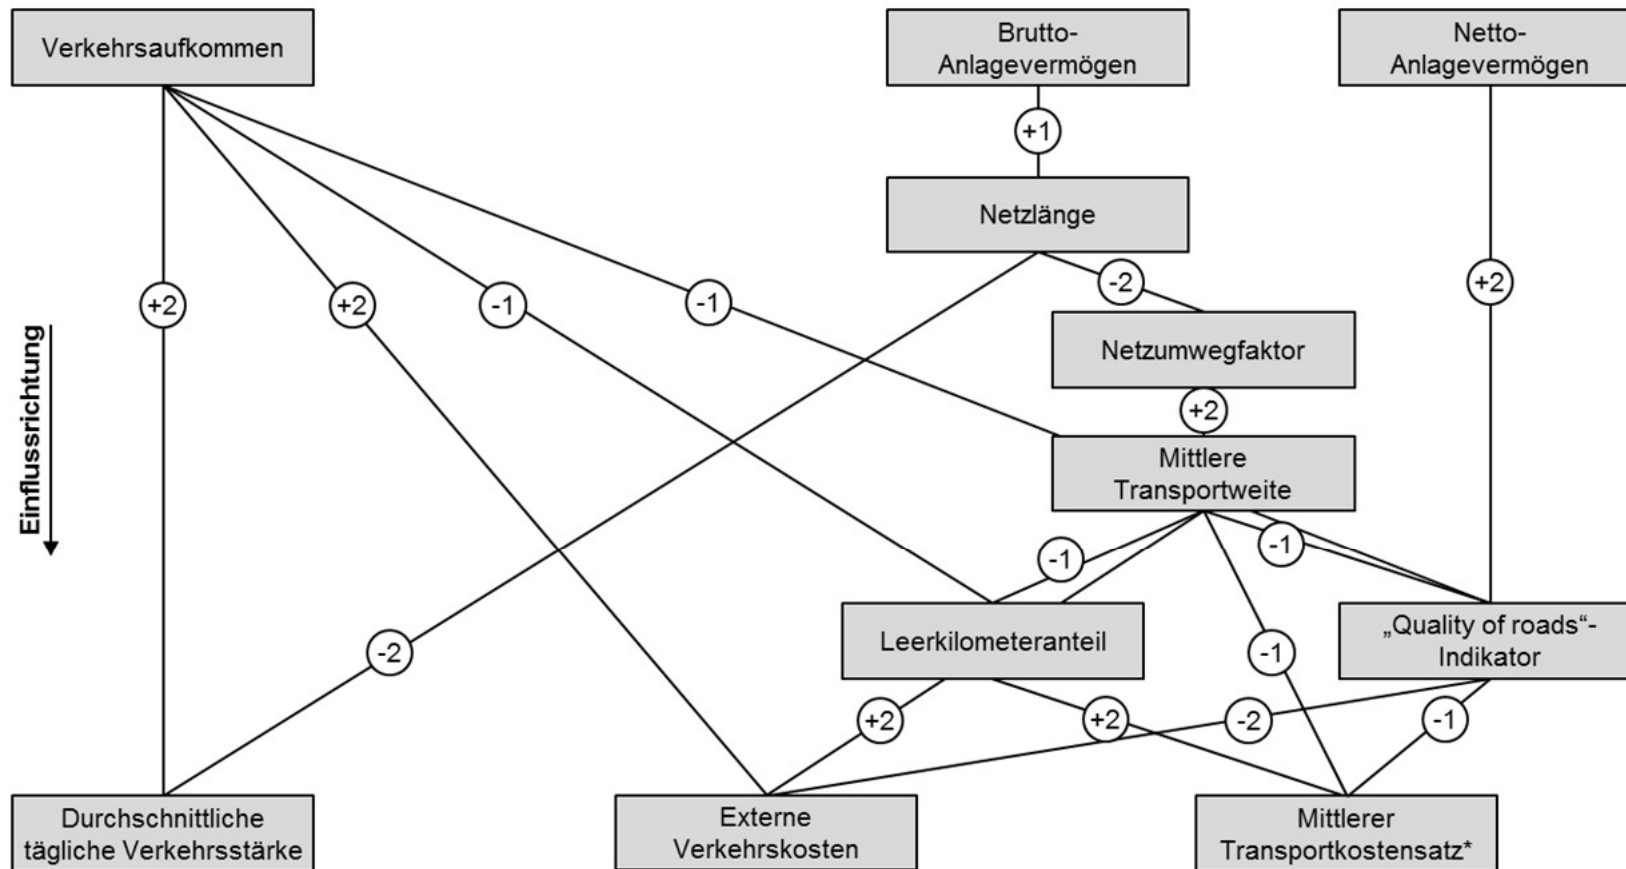 Verkehrsaufkommen
Brutto-
Anlagevermögen
Netto-
Anlagevermögen
+1
Netzlänge
+2
+2
-1
-1
-2
+2
Netzumwegfaktor
+2
Einflussrichtung
Mittlere
Transportweite
-1
-1
Leerkilometeranteil
„Quality of roads“-
Indikator
-2
-1
+2
+2
-2
-1
Durchschnittliche
tägliche Verkehrsstärke
Externe
Verkehrskosten
Mittlerer
Transportkostensatz*